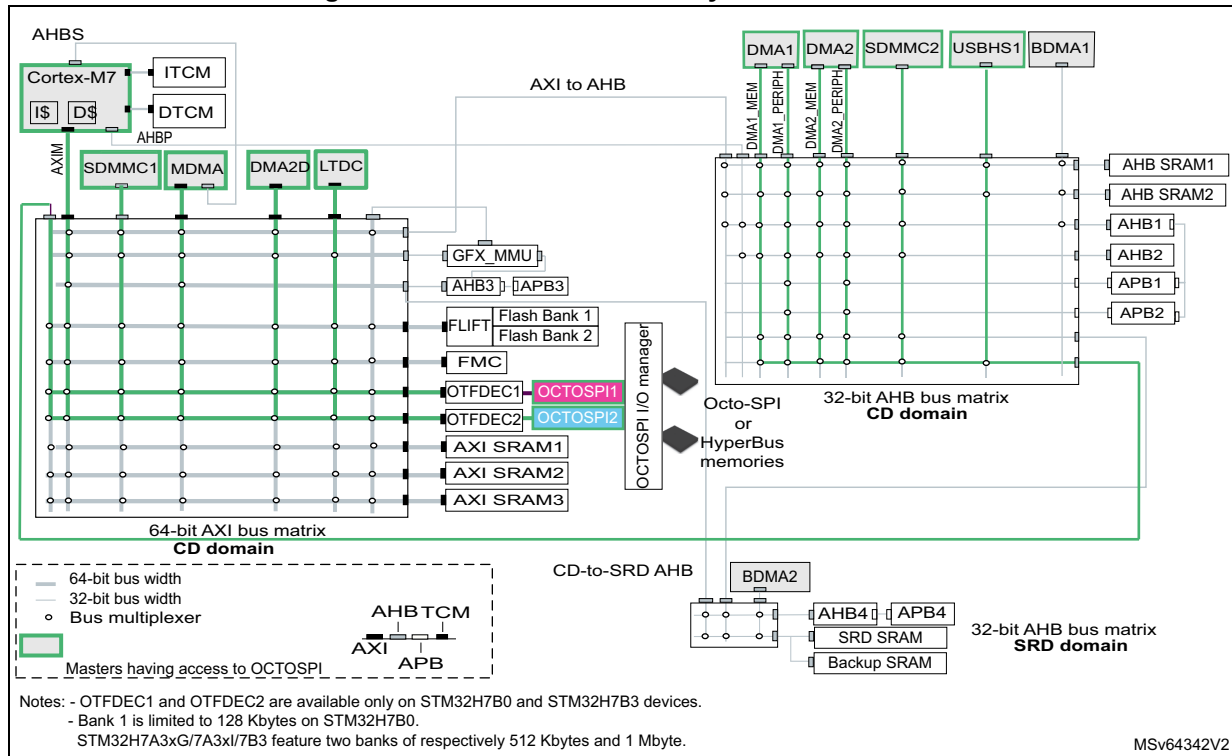 AHBS
Cortex-M7
I$ D$
ITCM
DTCM
AHBP
AXIM
SDMMC1
MDMA
DMA2D
LTDC
AXI to AHB
DMA1
DMA2
SDMMC2
USBHS1
BDMA1
DMA1_MEM
DMA1_PERIPH
DMA2_MEM
DMA2_PERIPH
AHB SRAM1
AHB SRAM2
AHB1
AHB2
APB1
APB2
32-bit AHB bus matrix
CD domain
GFX_MMU
AHB3
APB3
FLIFT
Flash Bank 1
Flash Bank 2
FMC
OTFDEC1
OCTOSPI1
OTFDEC2
OCTOSPI2
AXI SRAM1
AXI SRAM2
AXI SRAM3
OCTOSPI I/O manager
Octo-SPI
or
HyperBus
memories
64-bit AXI bus matrix
CD domain
64-bit bus width
32-bit bus width
Bus multiplexer
Masters having access to OCTOSPI
AHB TCM
AXI
APB
CD-to-SRD AHB
BDMA2
AHB4
APB4
SRD SRAM
Backup SRAM
32-bit AHB bus matrix
SRD domain
Notes: - OTFDEC1 and OTFDEC2 are available only on STM32H7B0 and STM32H7B3 devices.
- Bank 1 is limited to 128 Kbytes on STM32H7B0.
STM32H7A3xG/7A3xI/7B3 feature two banks of respectively 512 Kbytes and 1 Mbyte.
MSv64342V2